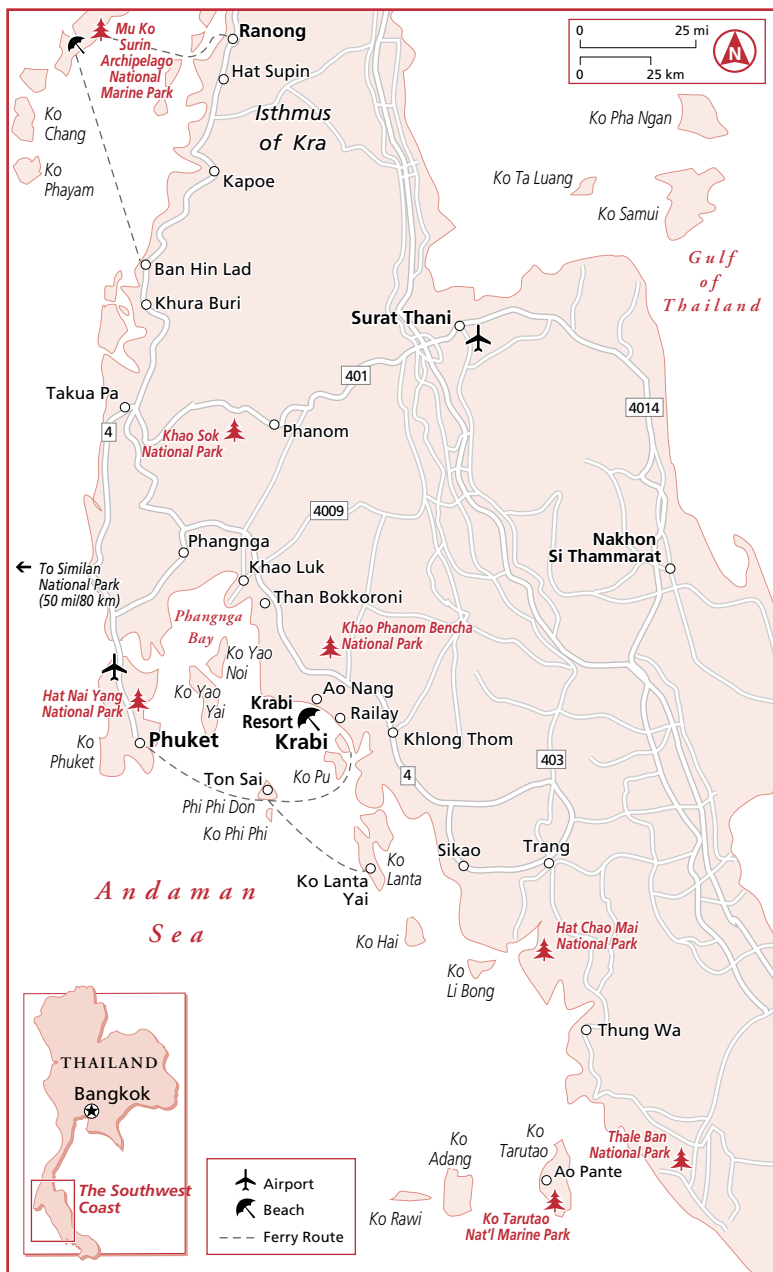 Mu Ko
Surin
Archipelago
National
Marine Park
Ranong
0 25 mi
0 25 km
N
Hat Supin
Isthmus
of Kra
Ko
Chang
Ko
Phayam
Kapoe
Ko Pha Ngan
Ko Ta Luang
Ko Samui
Gulf
of
Thailand
Ban Hin Lad
Khura Buri
Surat Thani
401
Takua Pa
4
Khao Sok
National Park
Phanom
4014
4009
Nakhon
Si Thammarat
Phangnga
To Similan
National Park
(50 mi/80 km)
Khao Luk
Than Bokkoroni
Phangnga
Bay
Khao Phanom Bencha
National Park
Ko Yao
Noi
Ko Yao
Yai
Hat Nai Yang
National Park
Ao Nang
Krabi
Resort
Railay
Krabi
Ko
Phuket
Phuket
Khlong Thom
403
4
Ton Sai
Ko Pu
Phi Phi Don
Ko Phi Phi
Sikao
Trang
Ko
Lanta
Ko Lanta
Yai
Andaman
Sea
Ko Hai
Hat Chao Mai
National Park
Ko
Li Bong
Thung Wa
THAILAND
Bangkok
The Southwest
Coast
Airport
Beach
Ferry Route
Ko
Adang
Ko
Tarutao
Thale Ban
National Park
Ao Pante
Ko Rawi
Ko Tarutao
Nat'l Marine Park